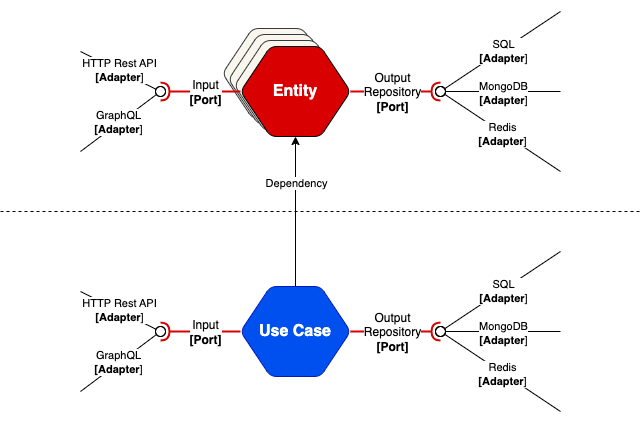 HTTP Rest API
[Adapter]
GraphQL
[Adapter]
Input
[Port]
Entity
Output
Repository
[Port]
SQL
[Adapter]
MongoDB
[Adapter]
Redis
[Adapter]
Dependency
HTTP Rest API
[Adapter]
GraphQL
[Adapter]
Input
[Port]
Use Case
Output
Repository
[Port]
SQL
[Adapter]
MongoDB
[Adapter]
Redis
[Adapter]